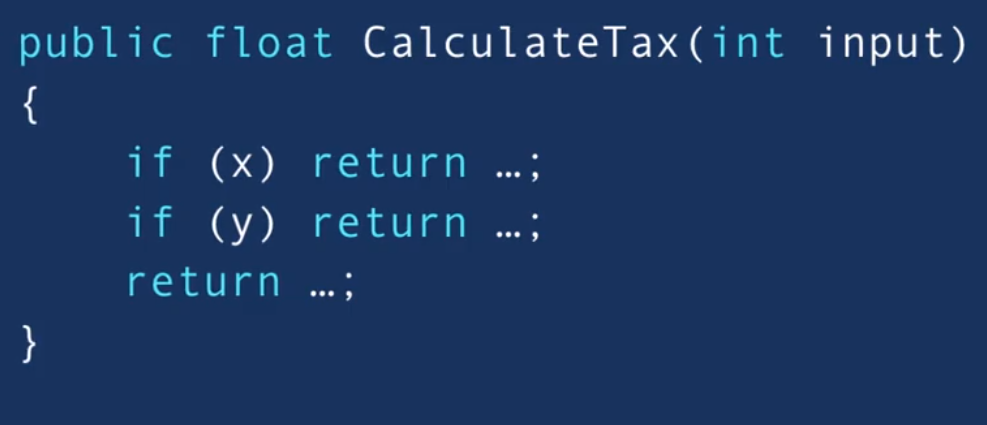 public float CalculateTax(int input)
{
    if (x) return …;
    if (y) return …;
    return …;
}